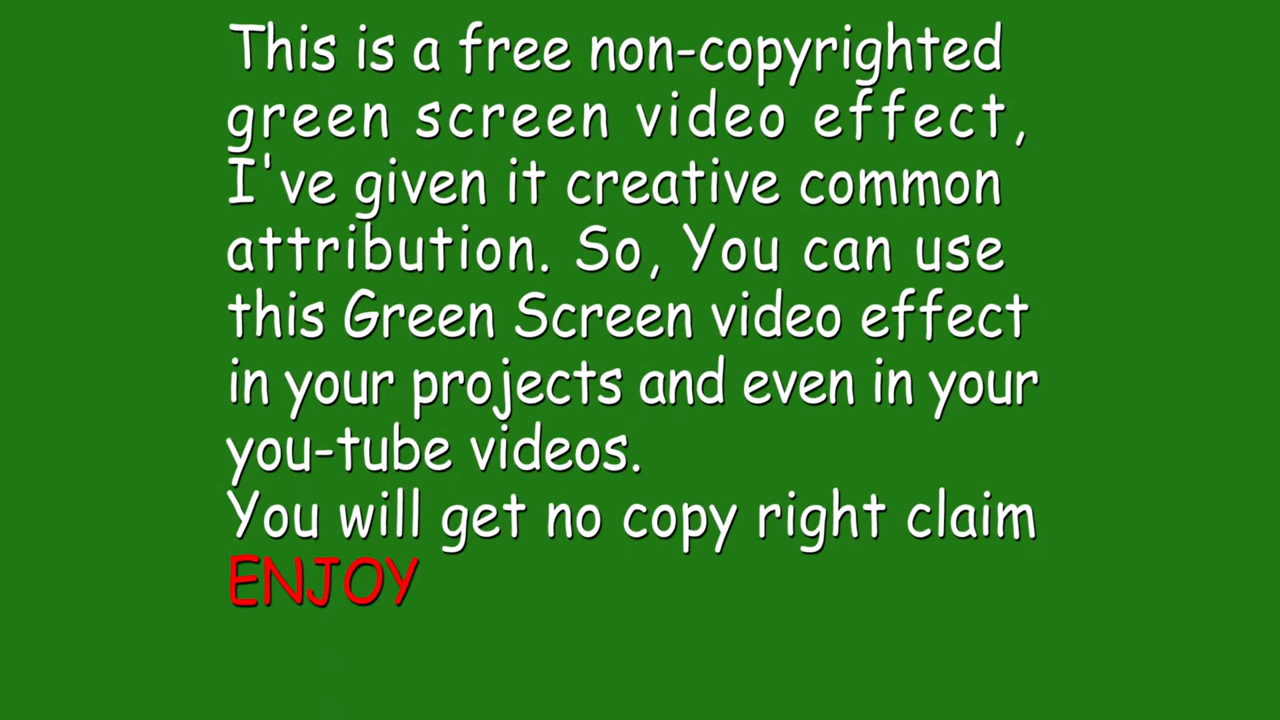 This is a free non-copyrighted
green screen video effect,
I've given it creative common
attribution. So, You can use
this Green Screen video effect
in your projects and even in your
you-tube videos.
You will get no copy right claim
ENJOY